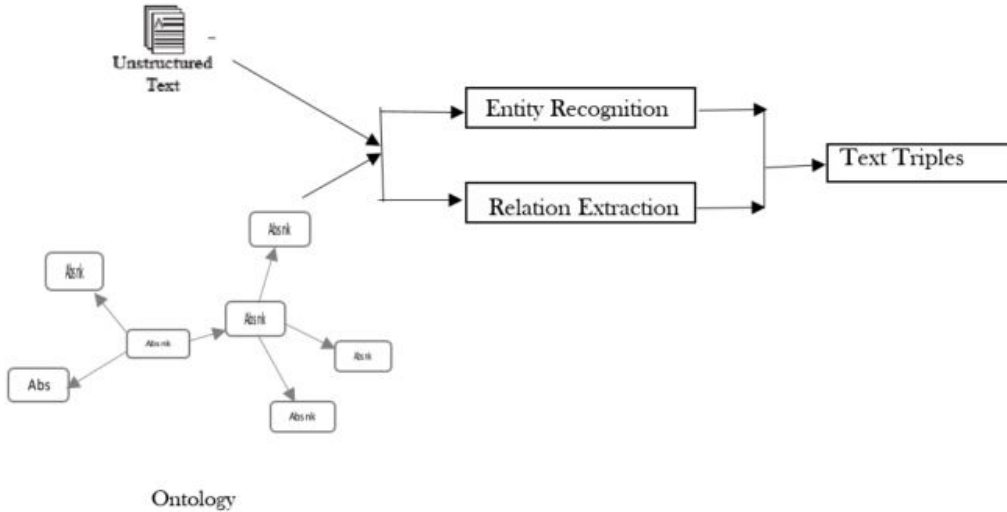 Unstructured
Text
Entity Recognition
Text Triples
Relation Extraction
Absnk
Absnk
Absnk
Absnk
Absnk
Abs
Absnk
Ontology